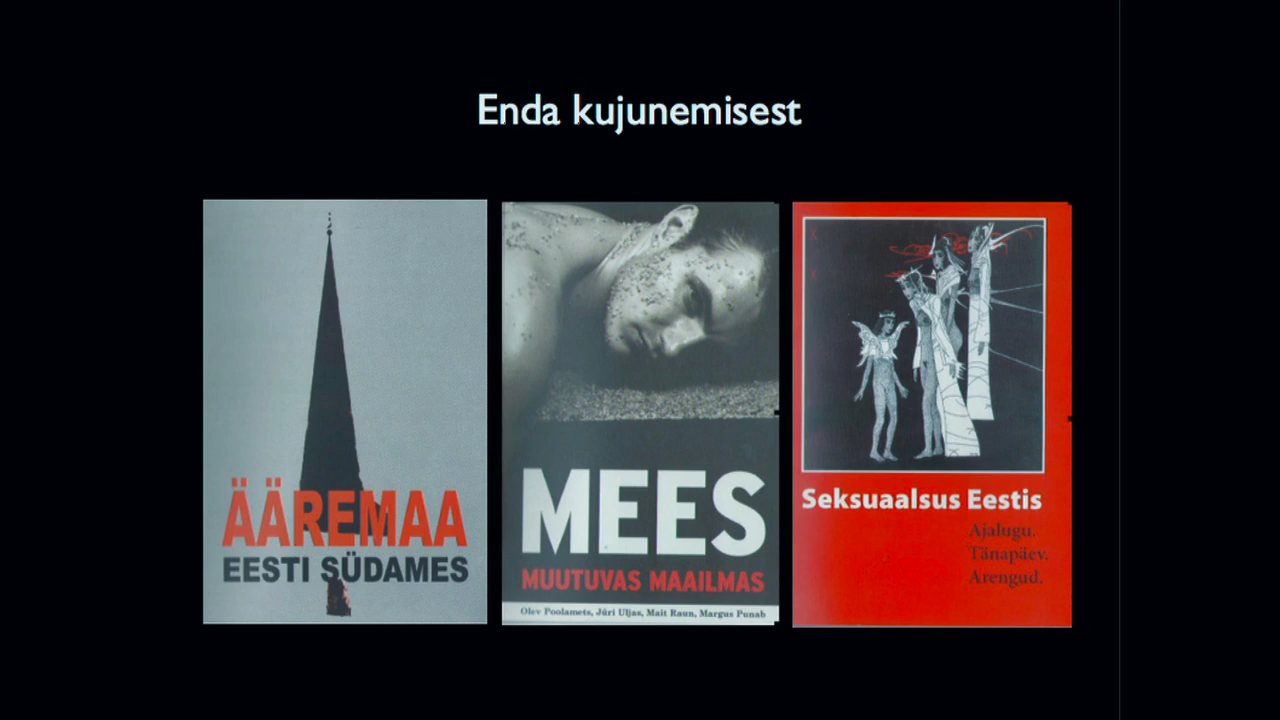 Enda kujunemisest
ÄÄREMAA
EESTI SÜDAMES
MEES
MUUTUVAS MAAILMAS
Olev Poolamets, Jüri Uljas, Mait Raun, Margus Punab
Seksuaalsus Eestis
Ajalugu.
Tänapäev.
Arengud.